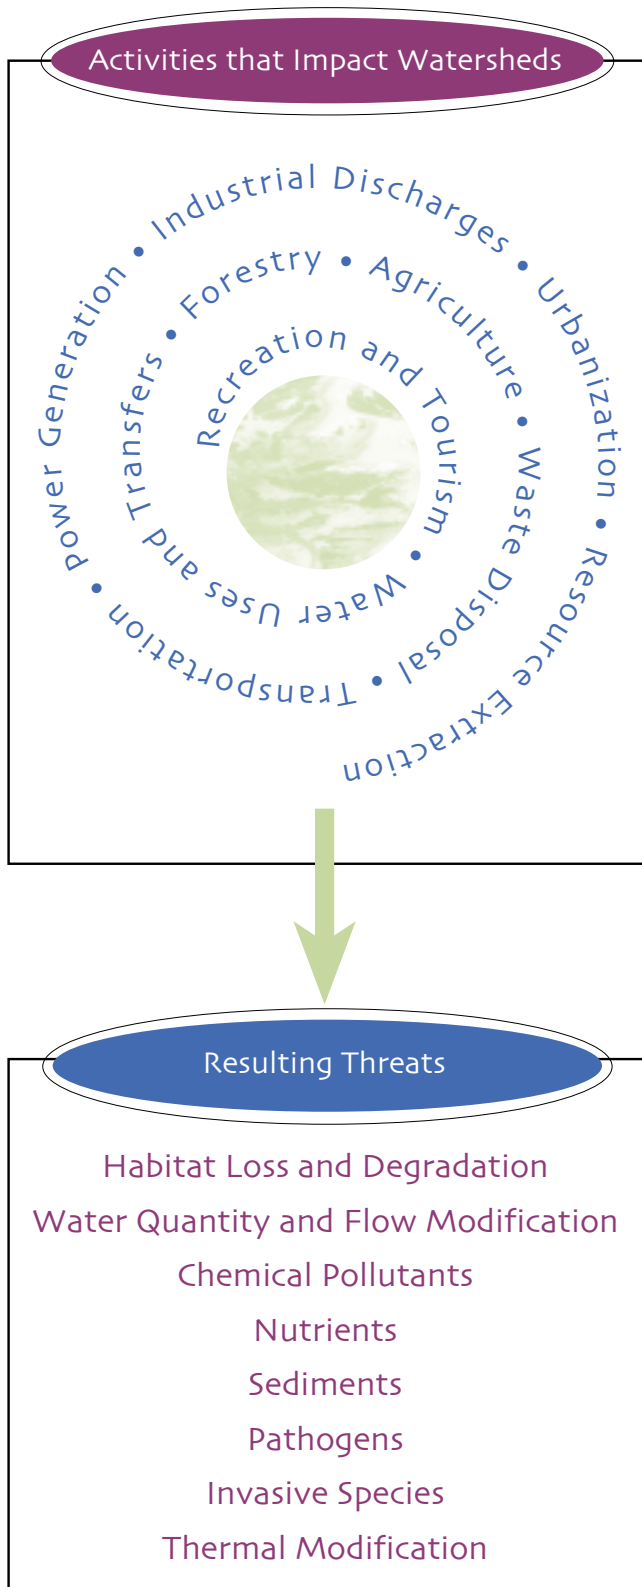 Activities that Impact Watersheds
Recreation and Tourism • Water Uses and Transfers • Forestry • Agriculture • Waste Disposal • Transportation • Power Generation • Industrial Discharges • Urbanization • Resource Extraction
Resulting Threats
Habitat Loss and Degradation
Water Quantity and Flow Modification
Chemical Pollutants
Nutrients
Sediments
Pathogens
Invasive Species
Thermal Modification